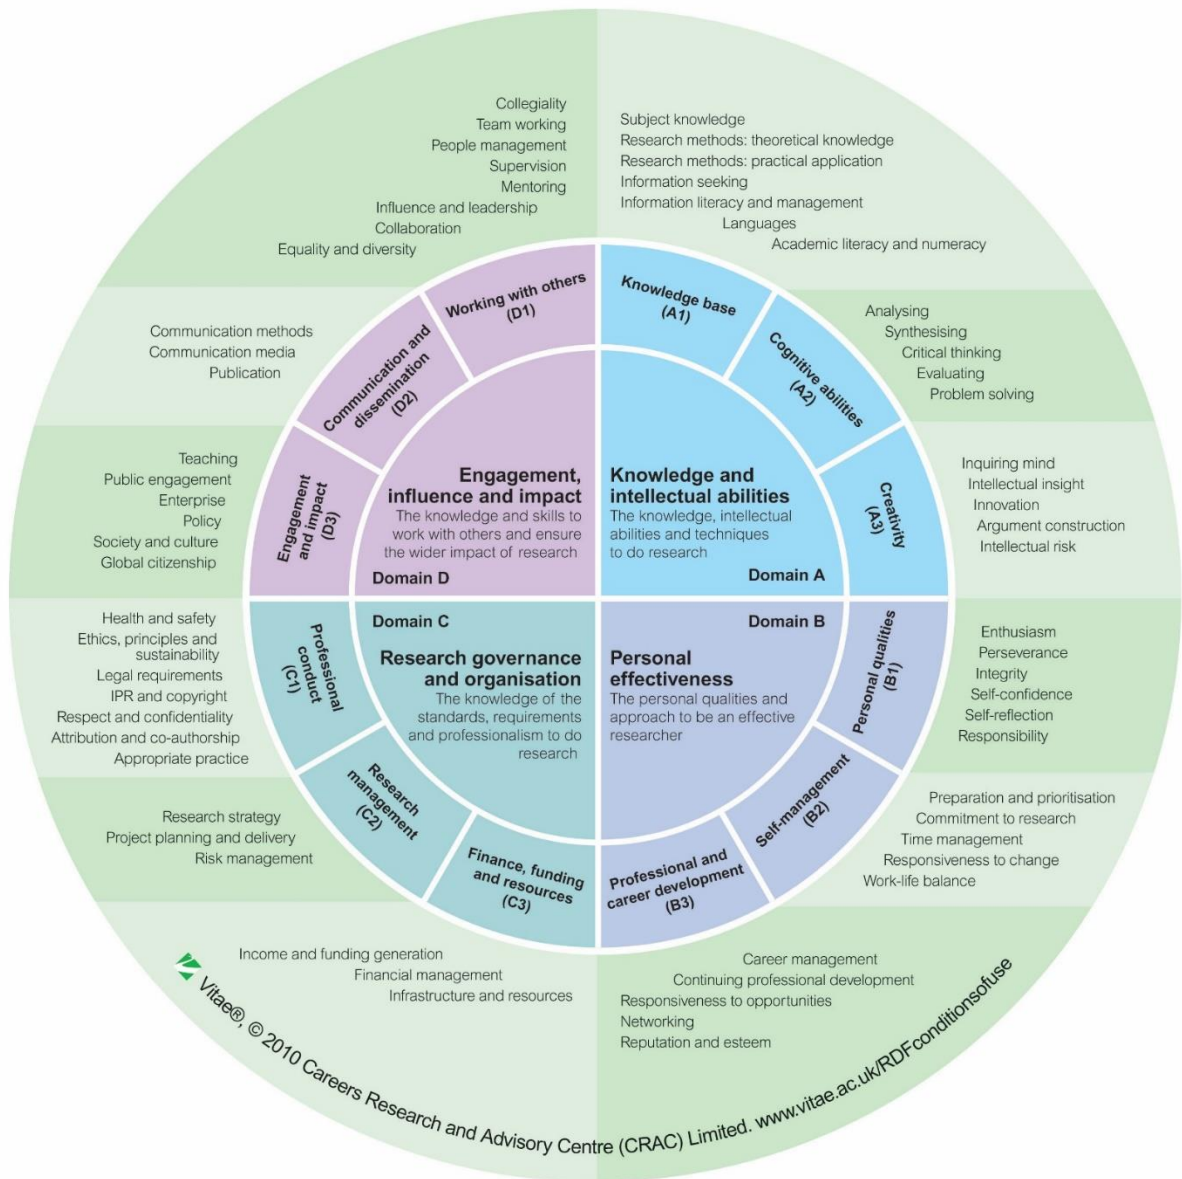 Collegiality
Team working
People management
Supervision
Mentoring
Influence and leadership
Collaboration
Equality and diversity
Subject knowledge
Research methods: theoretical knowledge
Research methods: practical application
Information seeking
Information literacy and management
Languages
Academic literacy and numeracy
Working with others
(D1)
Knowledge base
(A1)
Communication methods
Communication media
Publication
Communication and
dissemination
(D2)
Cognitive abilities
(A2)
Analysing
Synthesising
Critical thinking
Evaluating
Problem solving
Teaching
Public engagement
Enterprise
Policy
Society and culture
Global citizenship
Engagement
and impact
(D3)
Creativity
(A3)
Inquiring mind
Intellectual insight
Innovation
Argument construction
Intellectual risk
Engagement,
influence and impact
The knowledge and skills to
work with others and ensure
the wider impact of research
Domain D
Knowledge and
intellectual abilities
The knowledge, intellectual
abilities and techniques
to do research
Domain A
Domain C
Research governance
and organisation
The knowledge of the
standards, requirements
and professionalism to do
research
Domain B
Personal
effectiveness
The personal qualities and
approach to be an effective
researcher
Health and safety
Ethics, principles and
sustainability
Legal requirements
IPR and copyright
Respect and confidentiality
Attribution and co-authorship
Appropriate practice
Professional
conduct
(C1)
Personal qualities
(B1)
Enthusiasm
Perseverance
Integrity
Self-confidence
Self-reflection
Responsibility
Research strategy
Project planning and delivery
Risk management
Research
management
(C2)
Self-management
(B2)
Preparation and prioritisation
Commitment to research
Time management
Responsiveness to change
Work-life balance
Finance, funding
and resources
(C3)
Professional and
career development
(B3)
Income and funding generation
Financial management
Infrastructure and resources
Career management
Continuing professional development
Responsiveness to opportunities
Networking
Reputation and esteem
Vitae®, © 2010 Careers Research and Advisory Centre (CRAC) Limited. www.vitae.ac.uk/RDFconditionsofuse